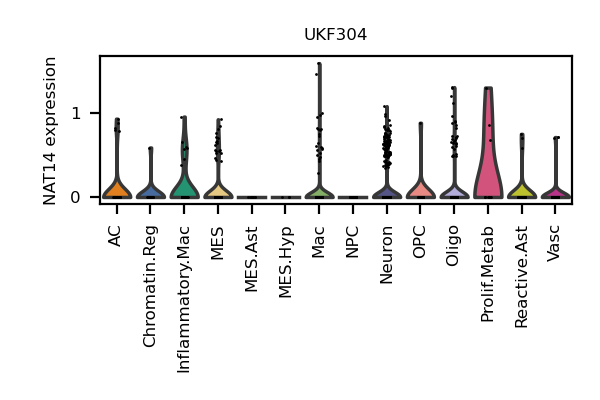 UKF304
NAT14 expression
1
0
AC
Chromatin.Reg
Inflammatory.Mac
MES
MES.Ast
MES.Hyp
Mac
NPC
Neuron
OPC
Oligo
Prolif.Metab
Reactive.Ast
Vasc